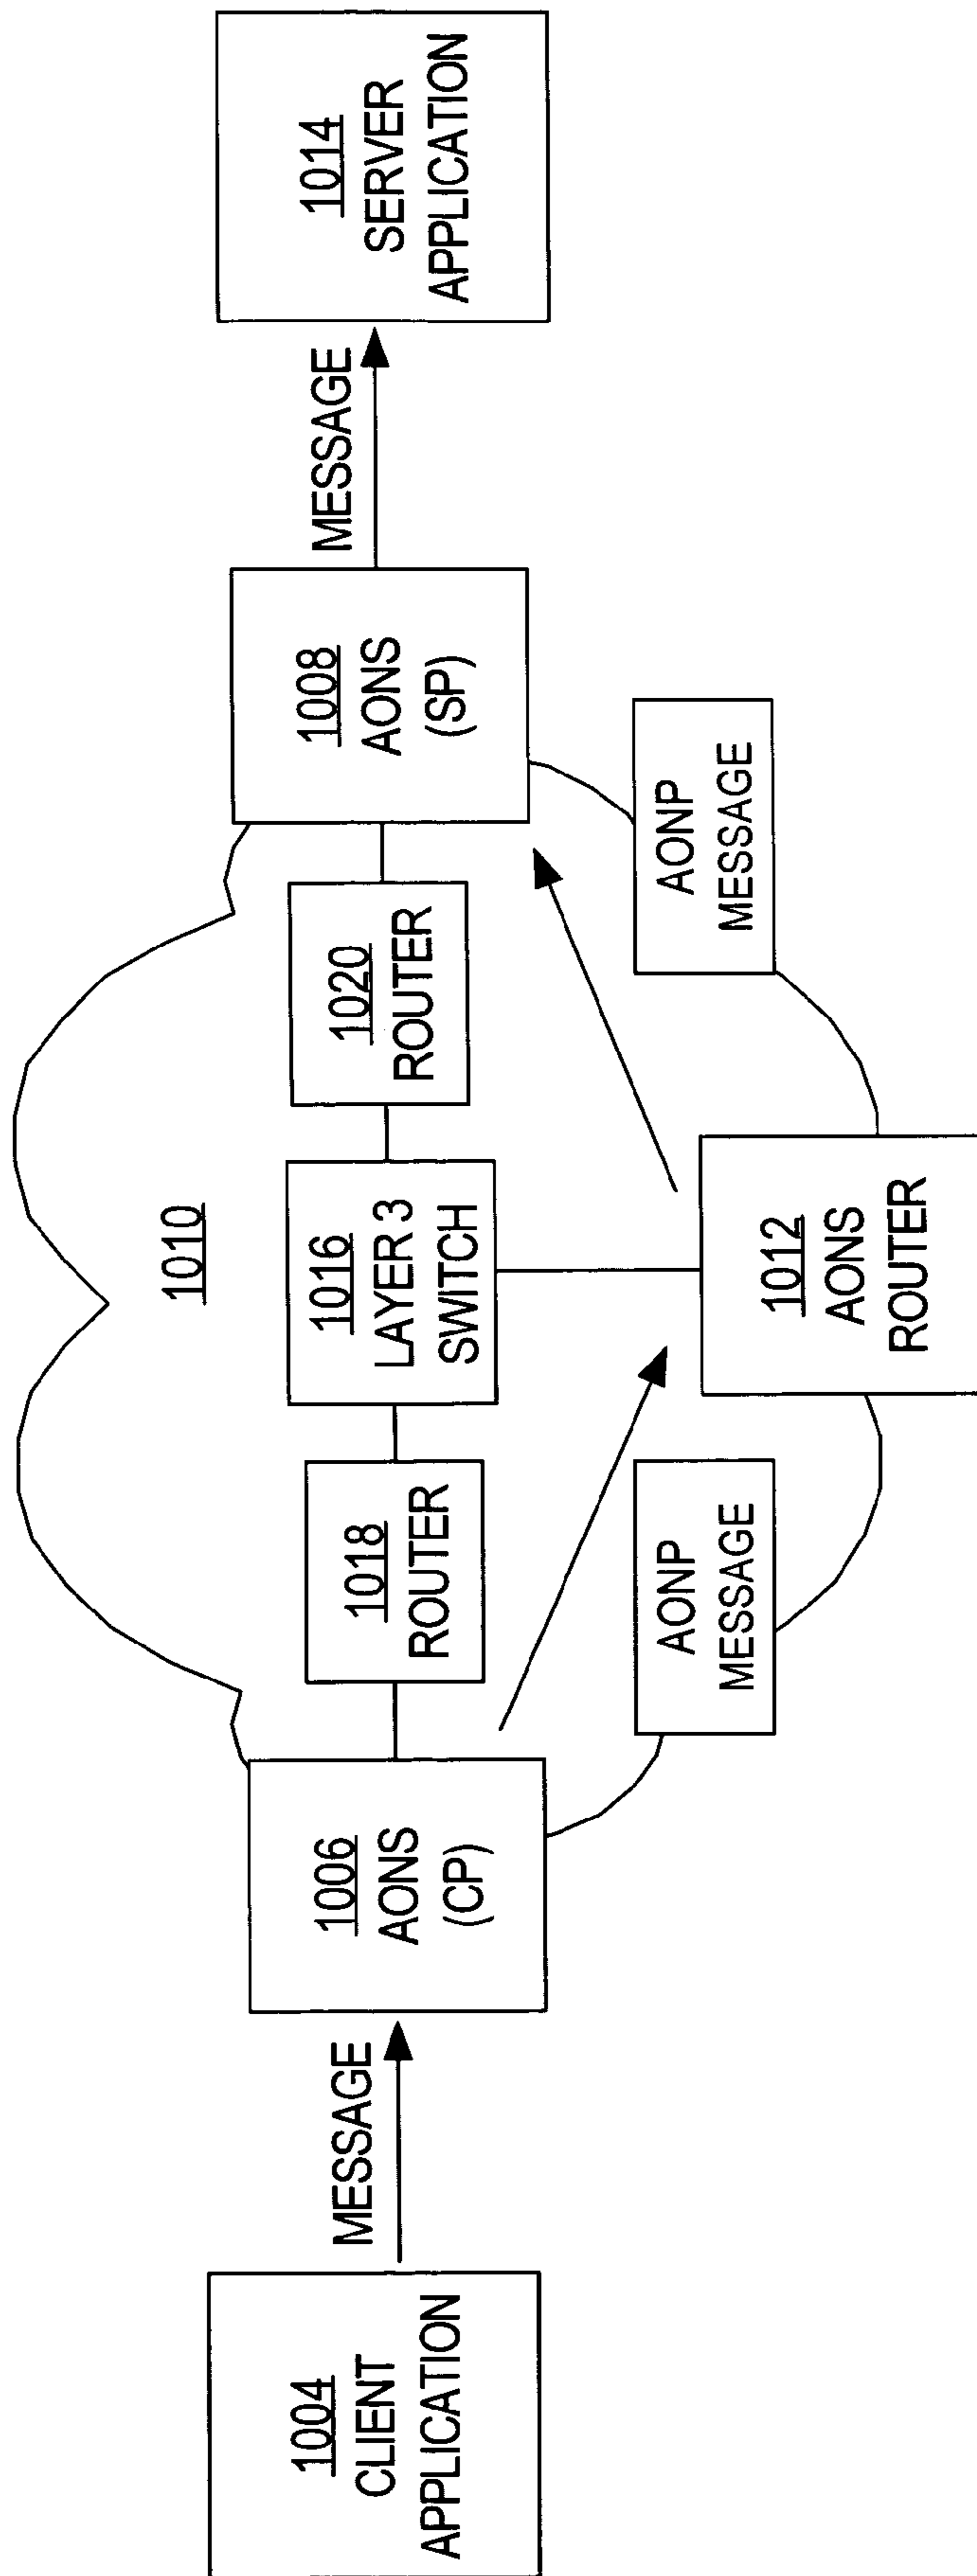 1004
CLIENT
APPLICATION
MESSAGE
1006
AONS
(CP)
AONP
MESSAGE
1018
ROUTER
1010
1016
LAYER 3
SWITCH
1012
AONS
ROUTER
1020
ROUTER
AONP
MESSAGE
1008
AONS
(SP)
MESSAGE
1014
SERVER
APPLICATION